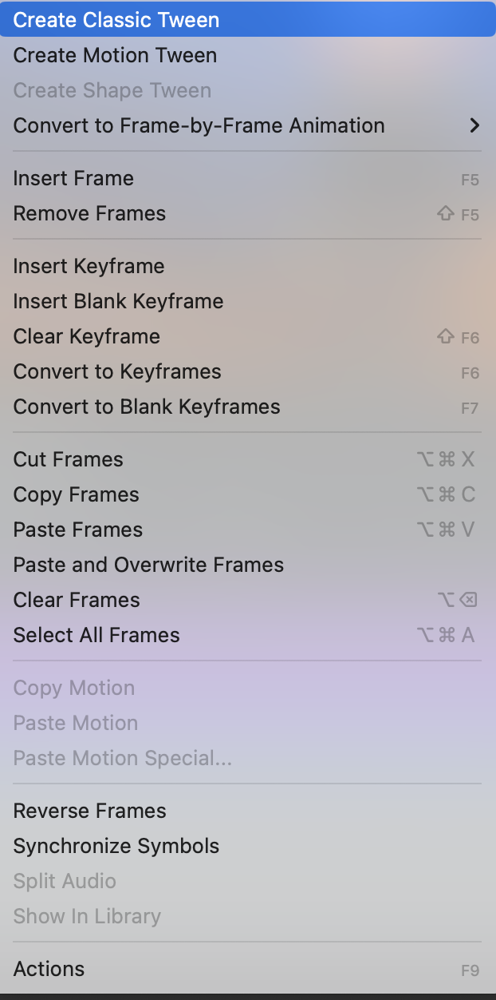 Create Classic Tween
Create Motion Tween
Create Shape Tween
Convert to Frame-by-Frame Animation
Insert Frame F5
Remove Frames ⇧ F5
Insert Keyframe
Insert Blank Keyframe
Clear Keyframe ⇧ F6
Convert to Keyframes F6
Convert to Blank Keyframes F7
Cut Frames ⌥⌘ X
Copy Frames ⌥⌘ C
Paste Frames ⌥⌘ V
Paste and Overwrite Frames
Clear Frames ⌥⌫
Select All Frames ⌥⌘ A
Copy Motion
Paste Motion
Paste Motion Special...
Reverse Frames
Synchronize Symbols
Split Audio
Show In Library
Actions F9